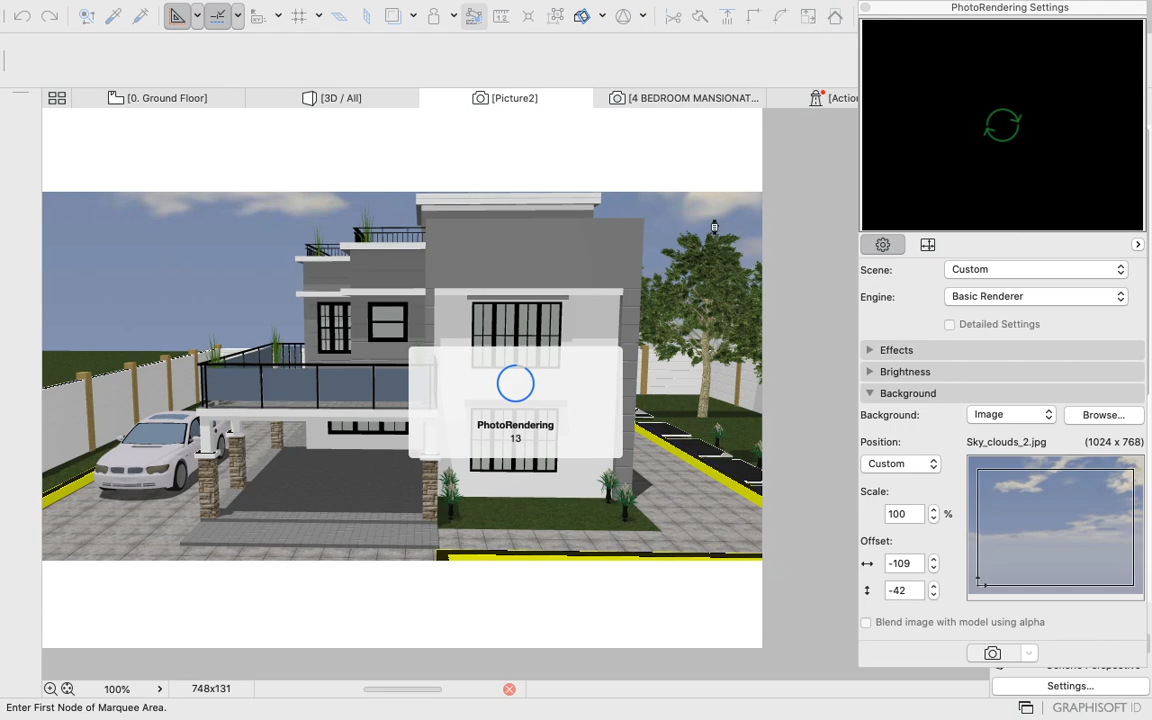 PhotoRendering Settings
[0. Ground Floor]
[3D / All]
[Picture2]
[4 BEDROOM MANSIONAT...
[Action
Scene:
Custom
Engine:
Basic Renderer
Detailed Settings
Effects
Brightness
Background
Background:
Image
Browse...
Position:
Sky_clouds_2.jpg
(1024 x 768)
Custom
Scale:
100
%
Offset:
-109
-42
Blend image with model using alpha
PhotoRendering
13
Settings...
100%
748x131
Enter First Node of Marquee Area.
GRAPHISOFT ID